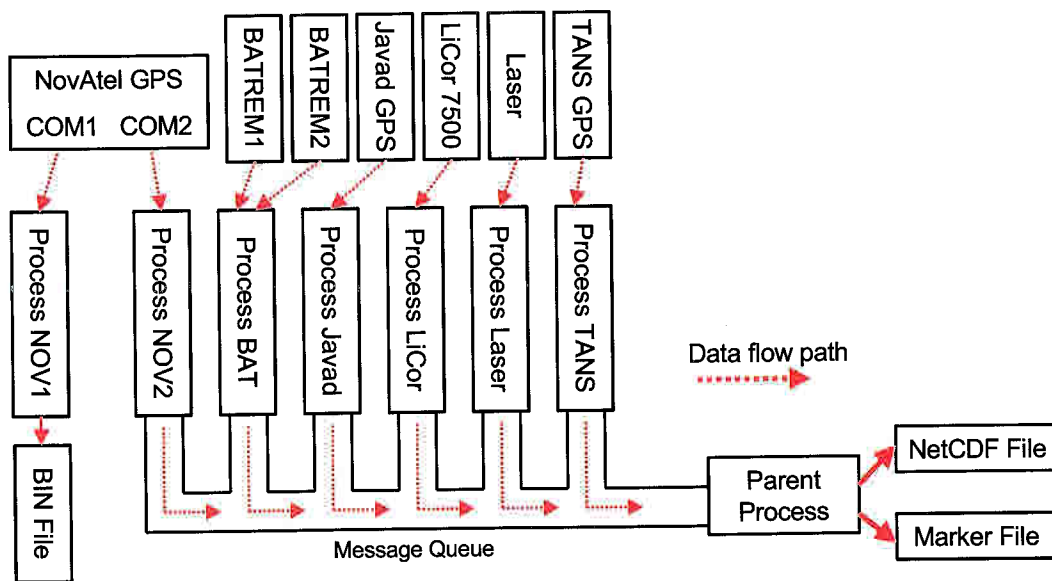 NovAtel GPS
COM1 COM2
BATREM1
BATREM2
Javad GPS
LiCor 7500
Laser
TANS GPS
Process NOV1
Process NOV2
Process BAT
Process Javad
Process LiCor
Process Laser
Process TANS
Data flow path
BIN File
Message Queue
Parent
Process
NetCDF File
Marker File